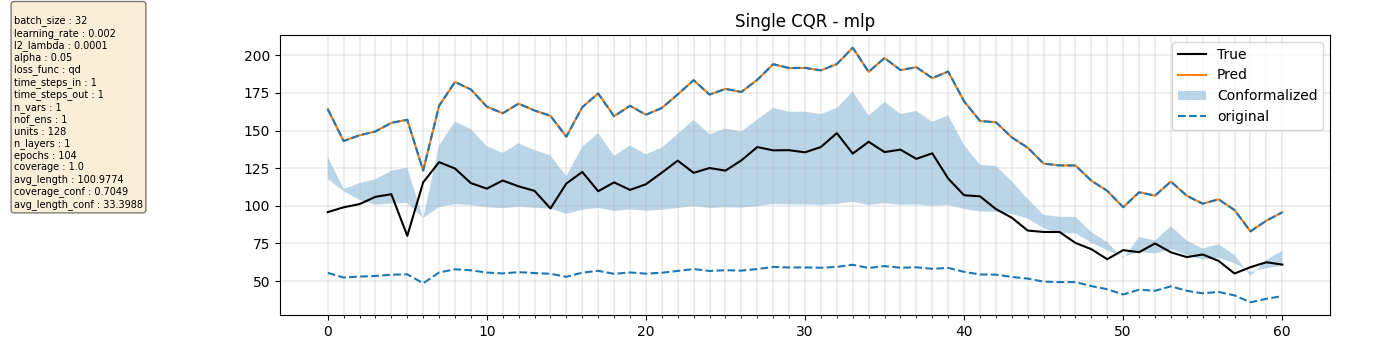 batch_size : 32
learning_rate : 0.002
l2_lambda : 0.0001
alpha : 0.05
loss_func : qd
time_steps_in : 1
time_steps_out : 1
n_vars : 1
nof_ens : 1
units : 128
n_layers : 1
epochs : 104
coverage : 1.0
avg_length : 100.9774
coverage_conf : 0.7049
avg_length_conf : 33.3988
Single CQR - mlp
200
175
150
125
100
75
50
True
Pred
Conformalized
original
0 10 20 30 40 50 60